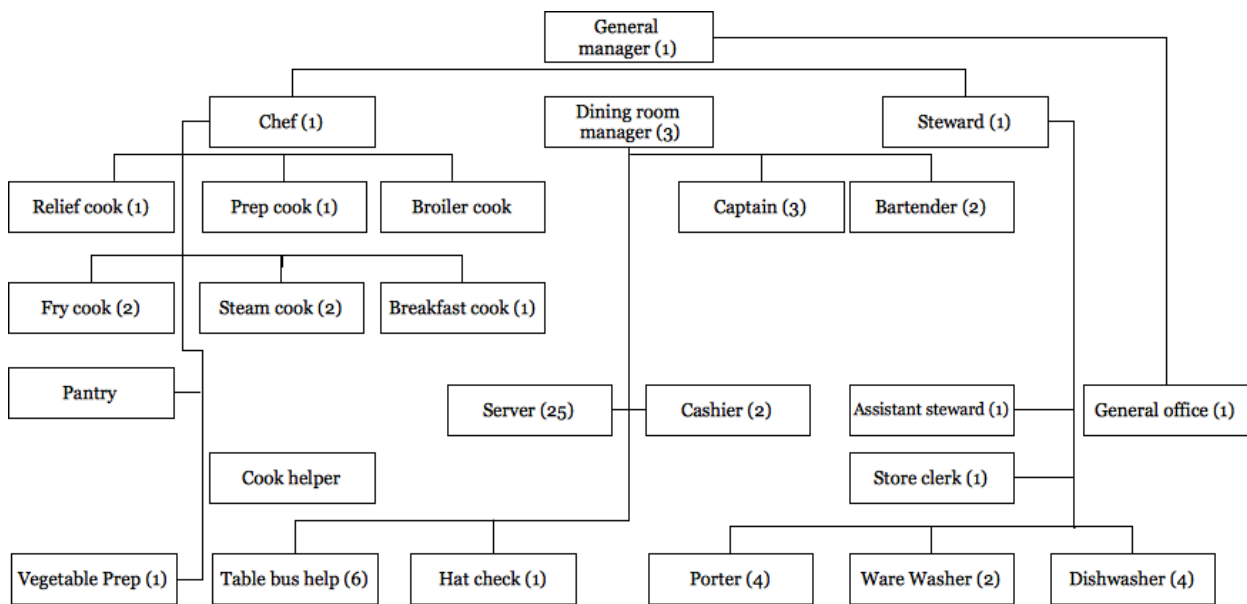 General
manager (1)
Chef (1)
Dining room
manager (3)
Steward (1)
Relief cook (1)
Prep cook (1)
Broiler cook
Captain (3)
Bartender (2)
Fry cook (2)
Steam cook (2)
Breakfast cook (1)
Pantry
Server (25)
Cashier (2)
Assistant steward (1)
General office (1)
Cook helper
Store clerk (1)
Vegetable Prep (1)
Table bus help (6)
Hat check (1)
Porter (4)
Ware Washer (2)
Dishwasher (4)